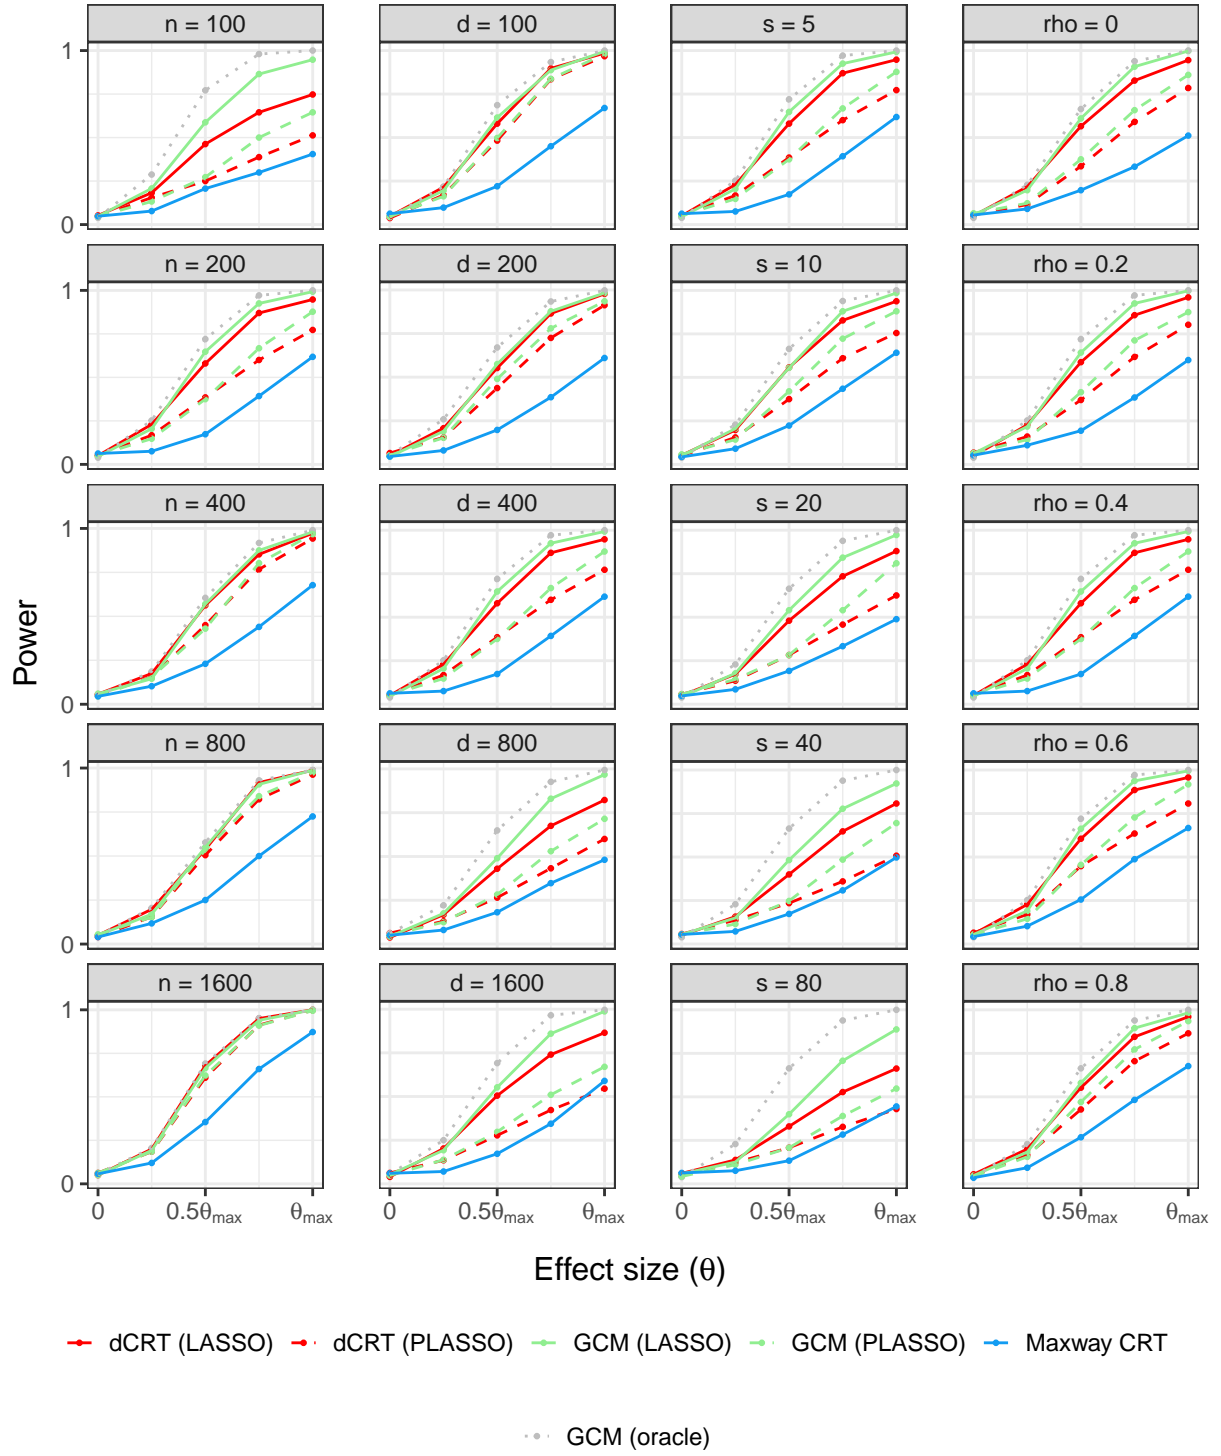 n = 100
d = 100
s = 5
rho = 0
1
0
n = 200
d = 200
s = 10
rho = 0.2
1
0
n = 400
d = 400
s = 20
rho = 0.4
1
0
n = 800
d = 800
s = 40
rho = 0.6
1
0
n = 1600
d = 1600
s = 80
rho = 0.8
1
0
Power
0 0.5θmax θmax
0 0.5θmax θmax
0 0.5θmax θmax
0 0.5θmax θmax
Effect size (θ)
dCRT (LASSO) dCRT (PLASSO) GCM (LASSO) GCM (PLASSO) Maxway CRT
GCM (oracle)